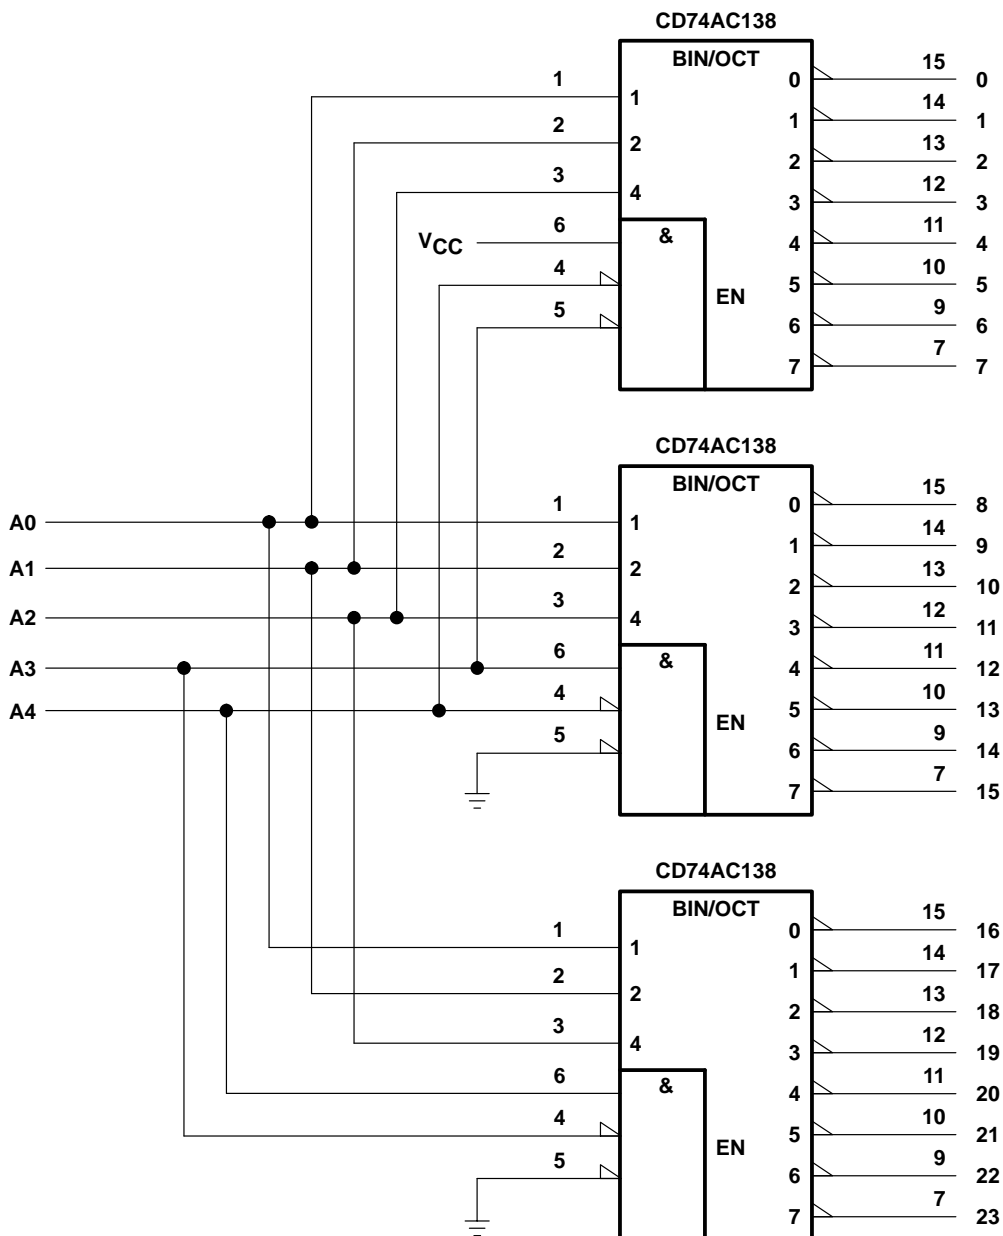 CD74AC138
BIN/OCT
1 1 0 15 0
1 14 1
2 2 2 13 2
3 4 3 12 3
VCC 6 & 4 11 4
4 EN 5 10 5
5 6 9 6
7 7 7
CD74AC138
BIN/OCT
A0 1 1 0 15 8
A1 2 2 1 14 9
2 13 10
A2 3 4 3 12 11
A3 6 & 4 11 12
A4 4 EN 5 10 13
5 6 9 14
7 7 15
CD74AC138
BIN/OCT
1 1 0 15 16
2 2 1 14 17
2 13 18
3 4 3 12 19
6 & 4 11 20
4 EN 5 10 21
5 6 9 22
7 7 23